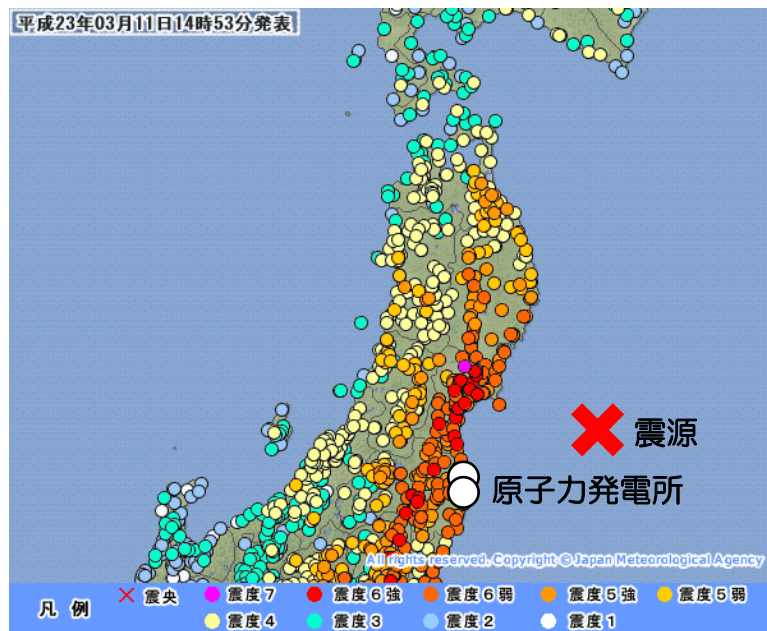 平成23年03月11日14時53分発表
震源
原子力発電所
All rights reserved. Copyright © Japan Meteorological Agency
凡 例 震央 震度7 震度6強 震度6弱 震度5強 震度5弱
震度4 震度3 震度2 震度1